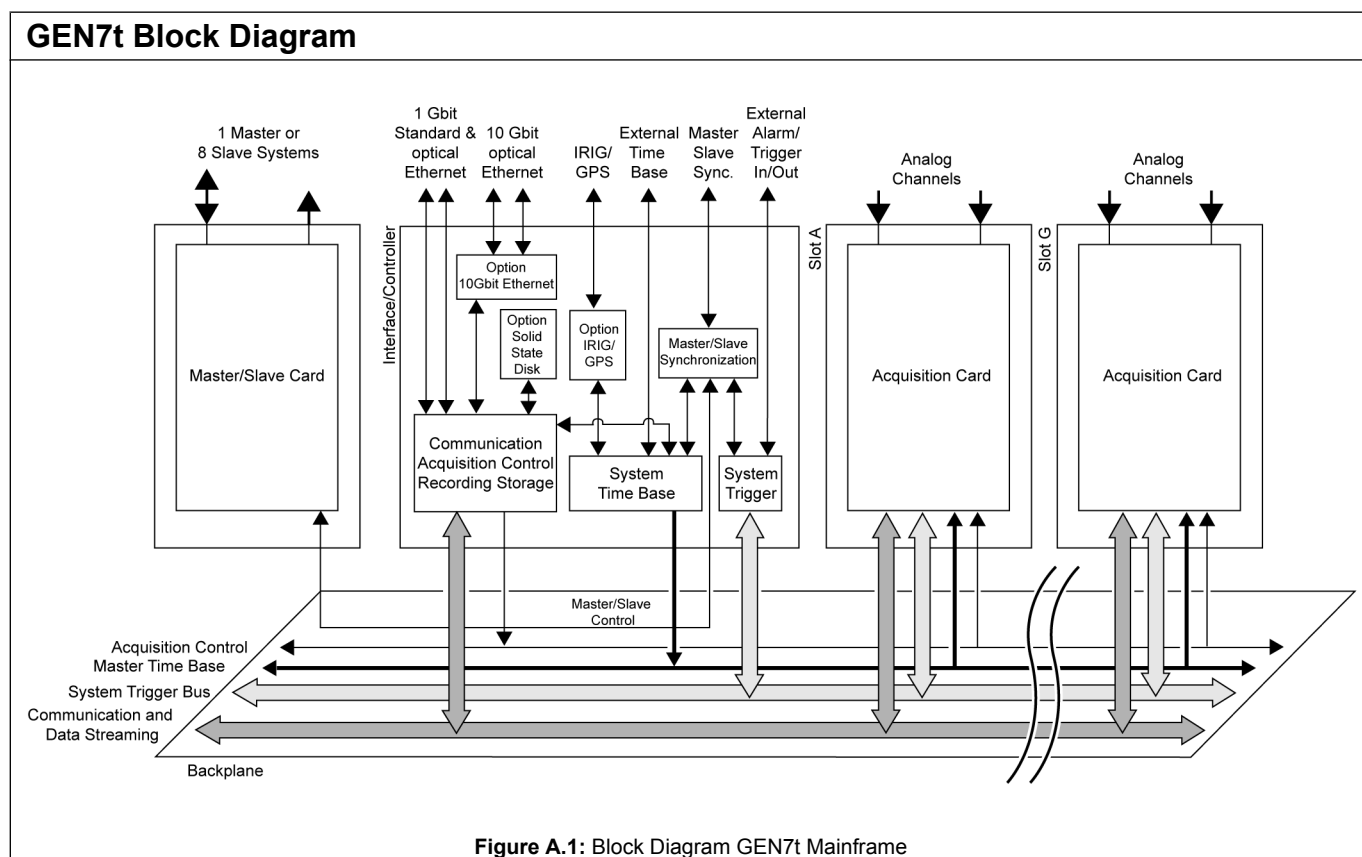 GEN7t Block Diagram
1 Master or
8 Slave Systems
1 Gbit
Standard &
optical
Ethernet
10 Gbit
optical
Ethernet
IRIG/
GPS
External
Time
Base
Master
Slave
Sync.
External
Alarm/
Trigger
In/Out
Analog
Channels
Analog
Channels
Interface/Controller
Slot A
Slot G
Master/Slave Card
Option
10Gbit Ethernet
Option
Solid
State
Disk
Option
IRIG/
GPS
Master/Slave
Synchronization
Acquisition Card
Acquisition Card
Communication
Acquisition Control
Recording Storage
System
Time Base
System
Trigger
Master/Slave
Control
Acquisition Control
Master Time Base
System Trigger Bus
Communication and
Data Streaming
Backplane
Figure A.1: Block Diagram GEN7t Mainframe